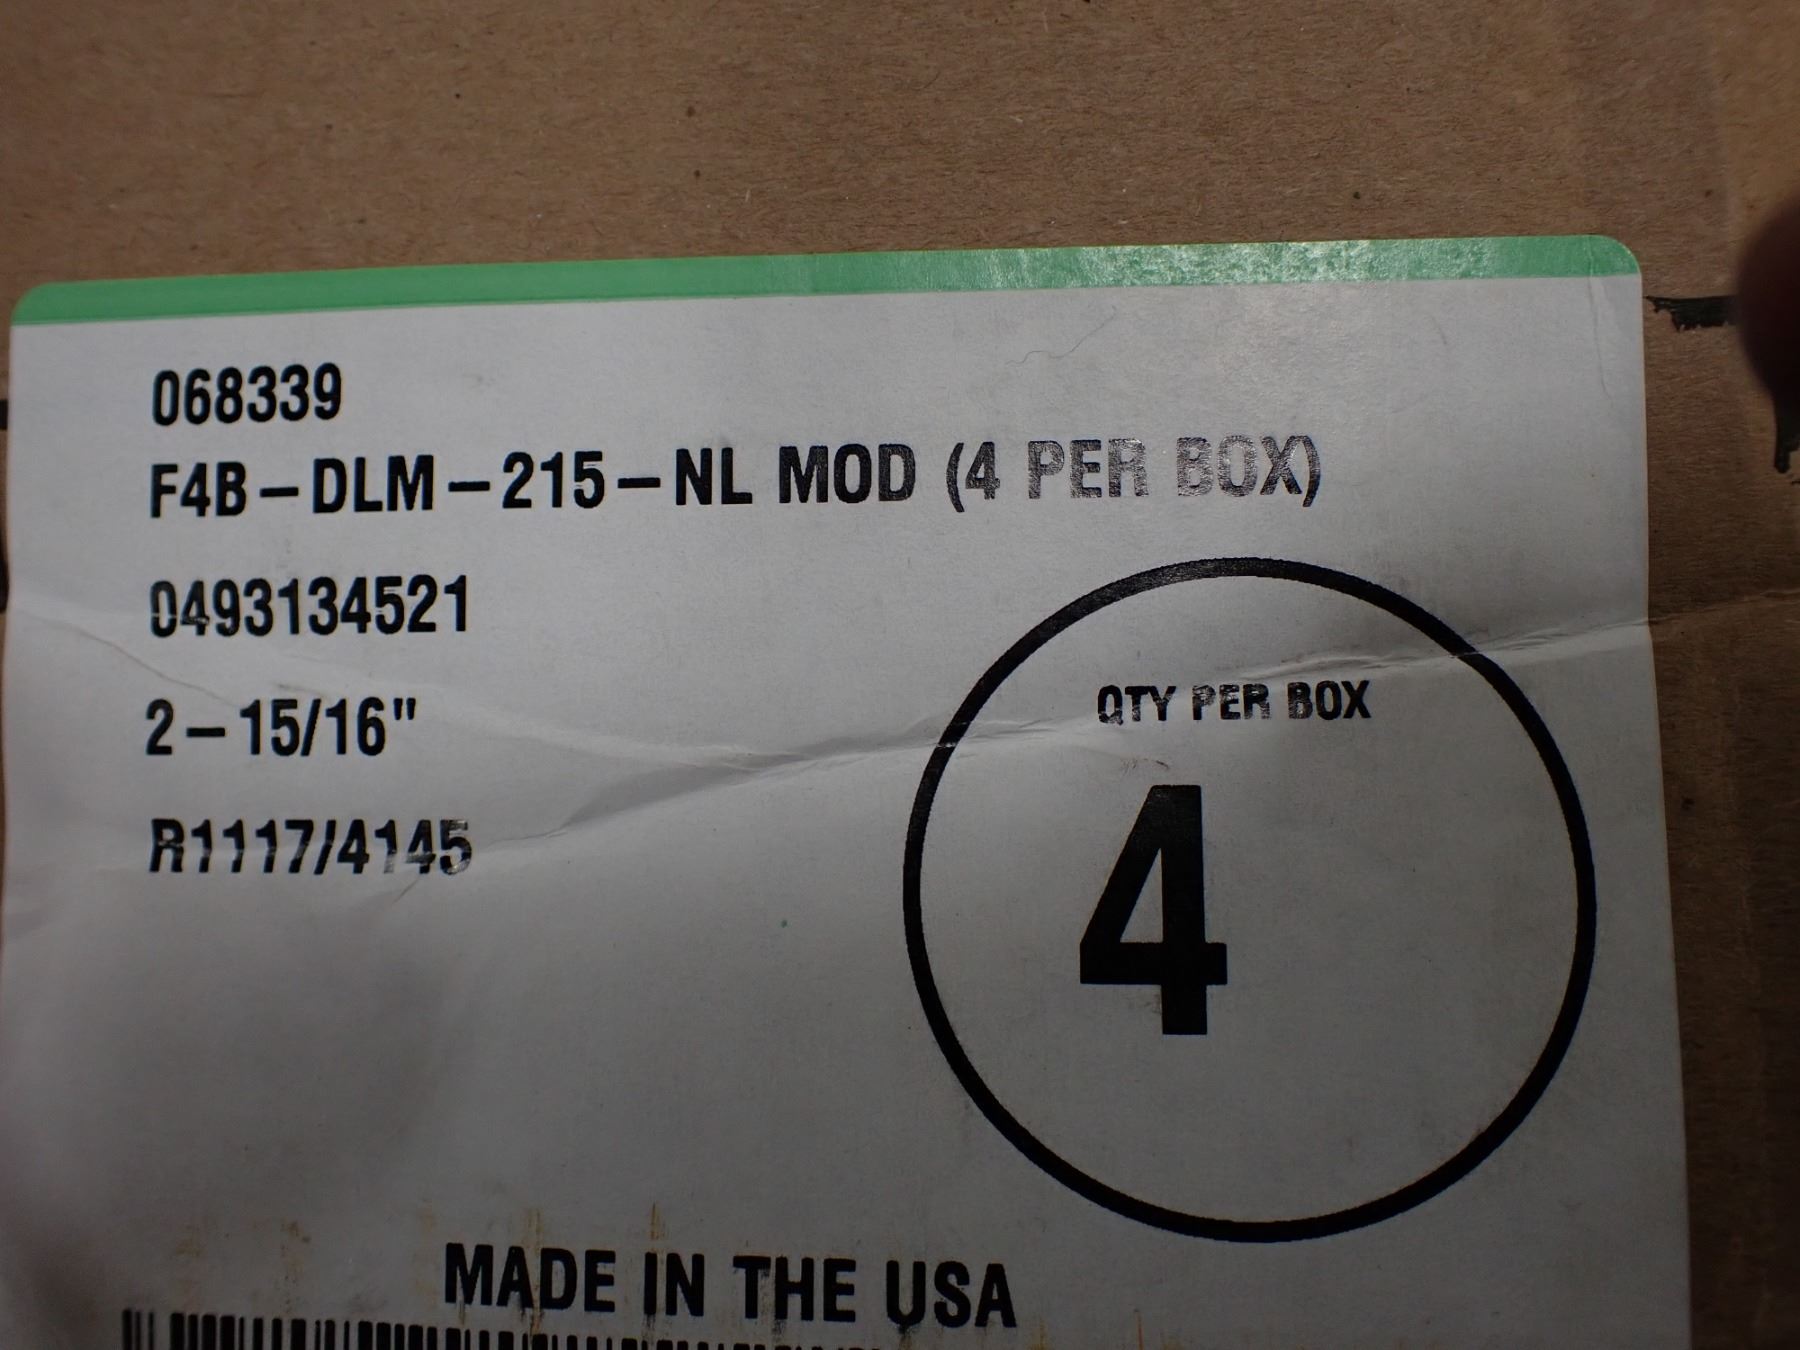 068339
F4B-DLM-215-NL MOD (4 PER BOX)
0493134521
2-15/16"
R1117/4145
QTY PER BOX
4
MADE IN THE USA